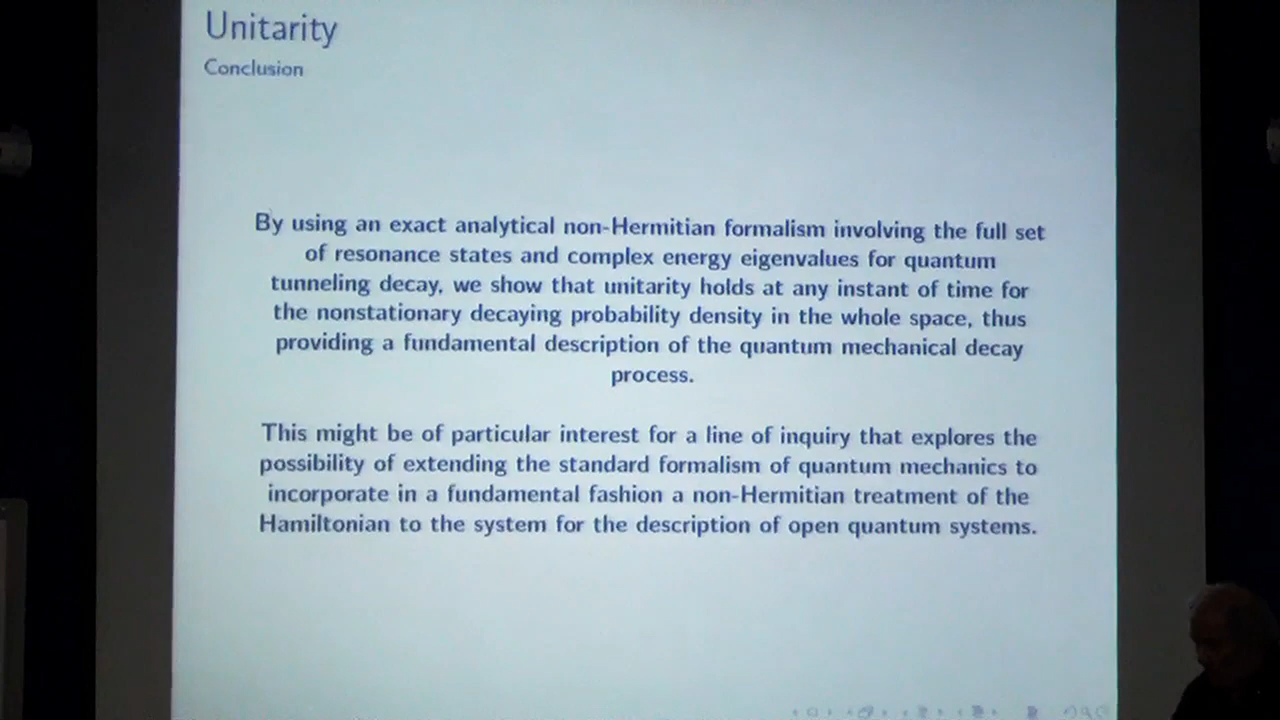 Unitarity
Conclusion
By using an exact analytical non-Hermitian formalism involving the full set
of resonance states and complex energy eigenvalues for quantum
tunneling decay, we show that unitarity holds at any instant of time for
the nonstationary decaying probability density in the whole space, thus
providing a fundamental description of the quantum mechanical decay
process.
This might be of particular interest for a line of inquiry that explores the
possibility of extending the standard formalism of quantum mechanics to
incorporate in a fundamental fashion a non-Hermitian treatment of the
Hamiltonian to the system for the description of open quantum systems.